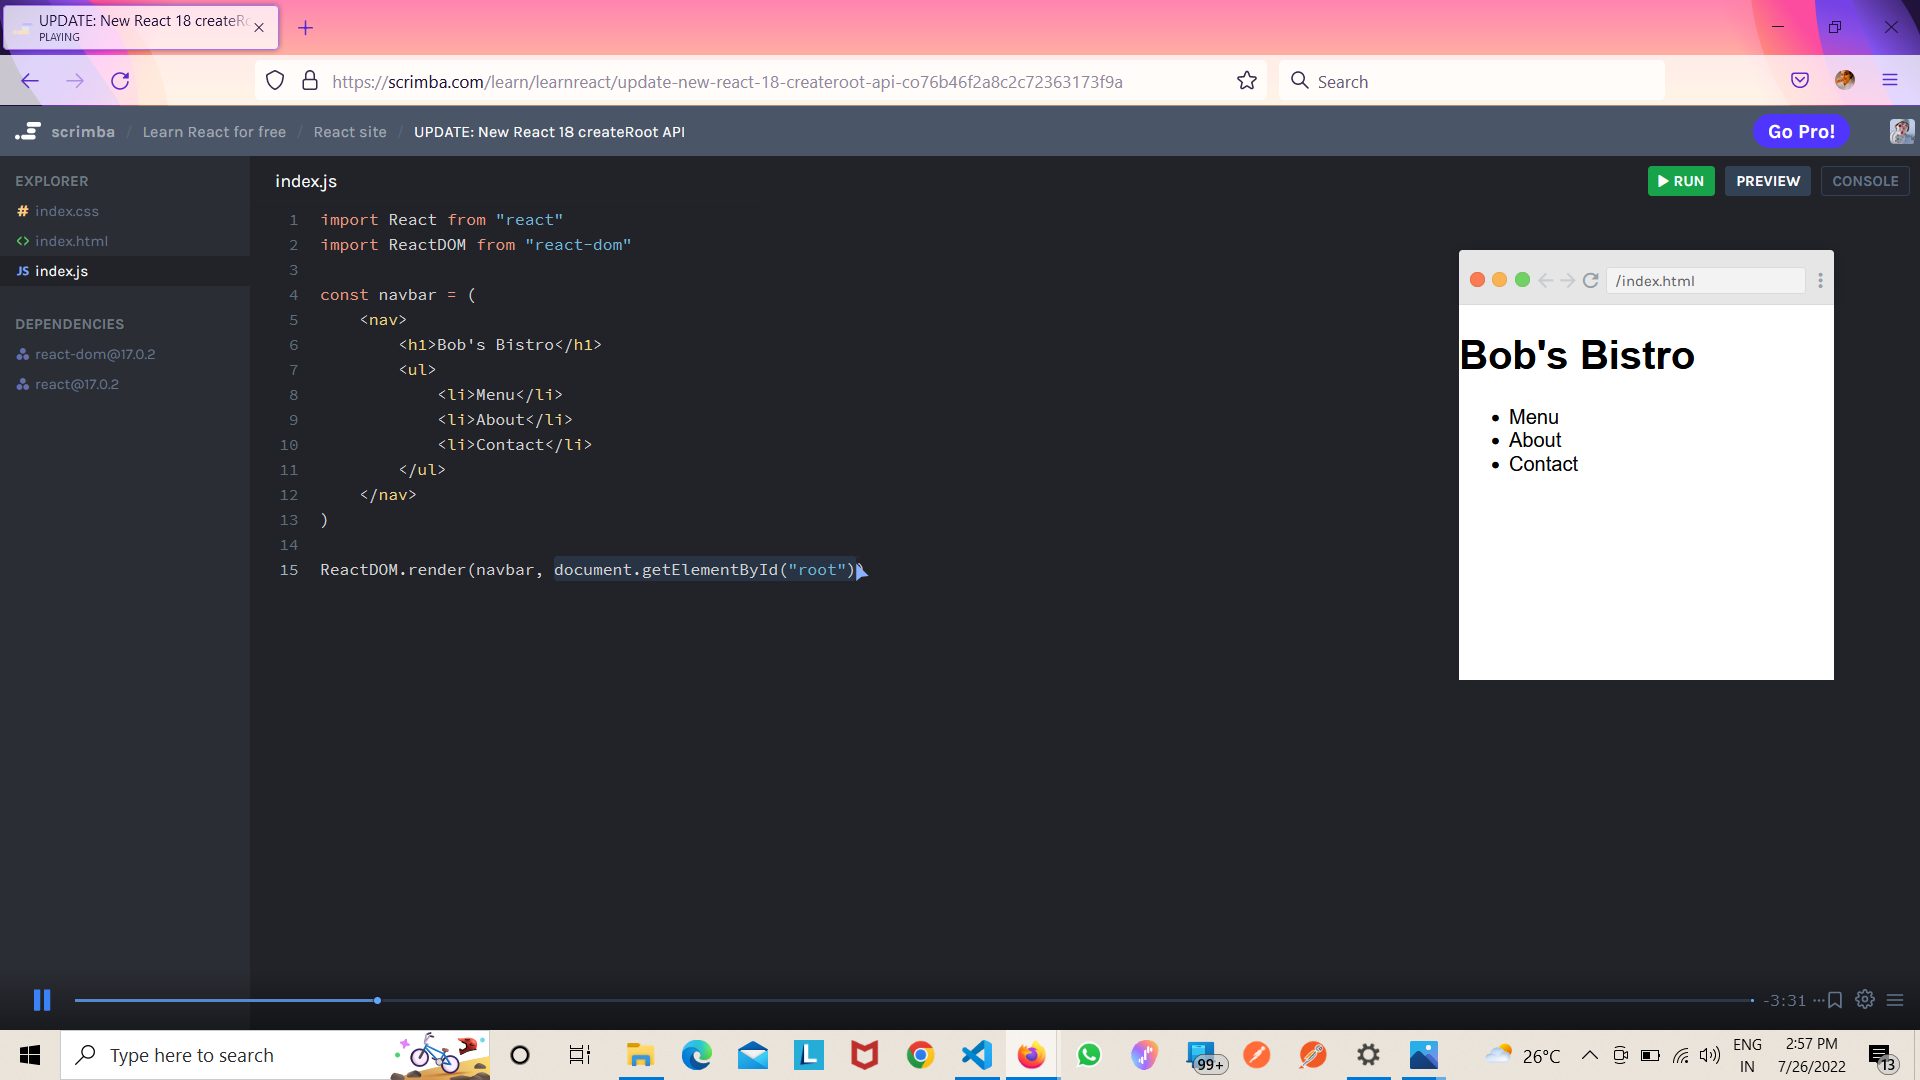 UPDATE: New React 18 createRo
PLAYING
https://scrimba.com/learn/learnreact/update-new-react-18-createroot-api-co76b46f2a8c2c72363173f9a
Search
scrimba / Learn React for free / React site / UPDATE: New React 18 createRoot API
Go Pro!
EXPLORER
# index.css
<> index.html
JS index.js
DEPENDENCIES
react-dom@17.0.2
react@17.0.2
index.js
RUN
PREVIEW
CONSOLE
1 import React from "react"
2 import ReactDOM from "react-dom"
3
4 const navbar = (
5     <nav>
6         <h1>Bob's Bistro</h1>
7         <ul>
8             <li>Menu</li>
9             <li>About</li>
10             <li>Contact</li>
11         </ul>
12     </nav>
13 )
14
15 ReactDOM.render(navbar, document.getElementById("root"))
/index.html
Bob's Bistro
• Menu
• About
• Contact
-3:31
Type here to search
L
99+
26°C
ENG
IN
2:57 PM
7/26/2022
13